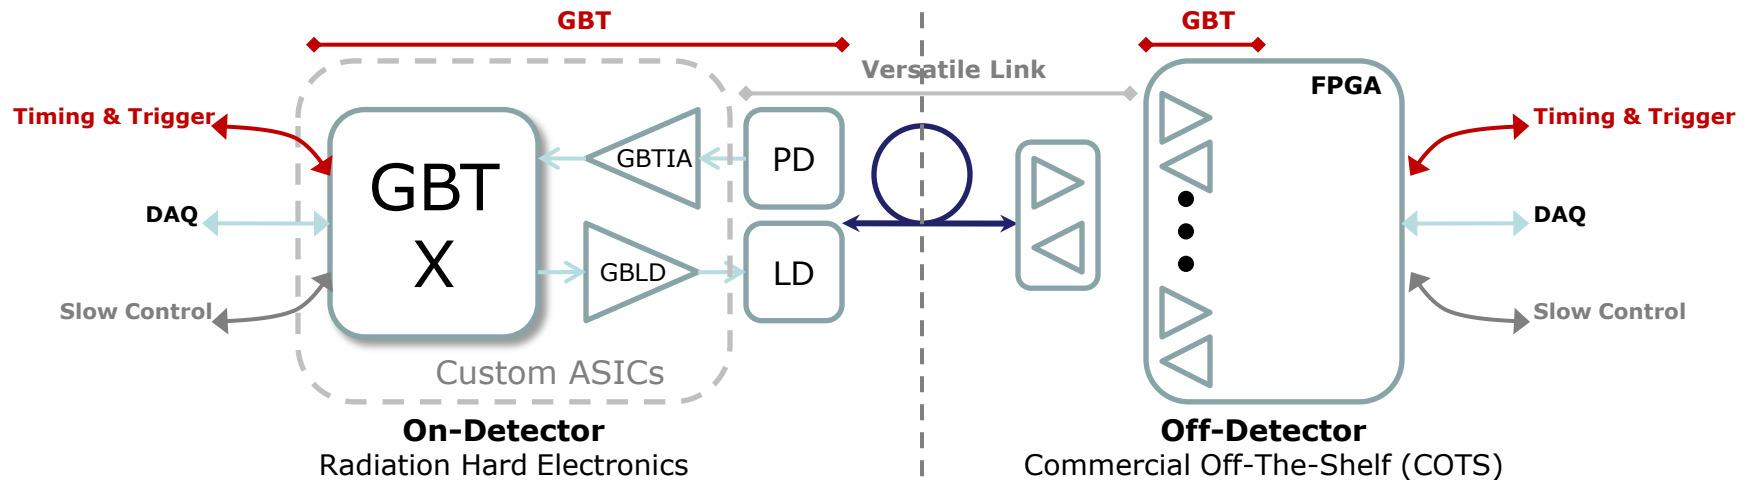 GBT
GBT
Versatile Link
FPGA
Timing & Trigger
Timing & Trigger
GBT
X
GBTIA
PD
DAQ
DAQ
GBLD
LD
Slow Control
Slow Control
Custom ASICs
On-Detector
Radiation Hard Electronics
Off-Detector
Commercial Off-The-Shelf (COTS)